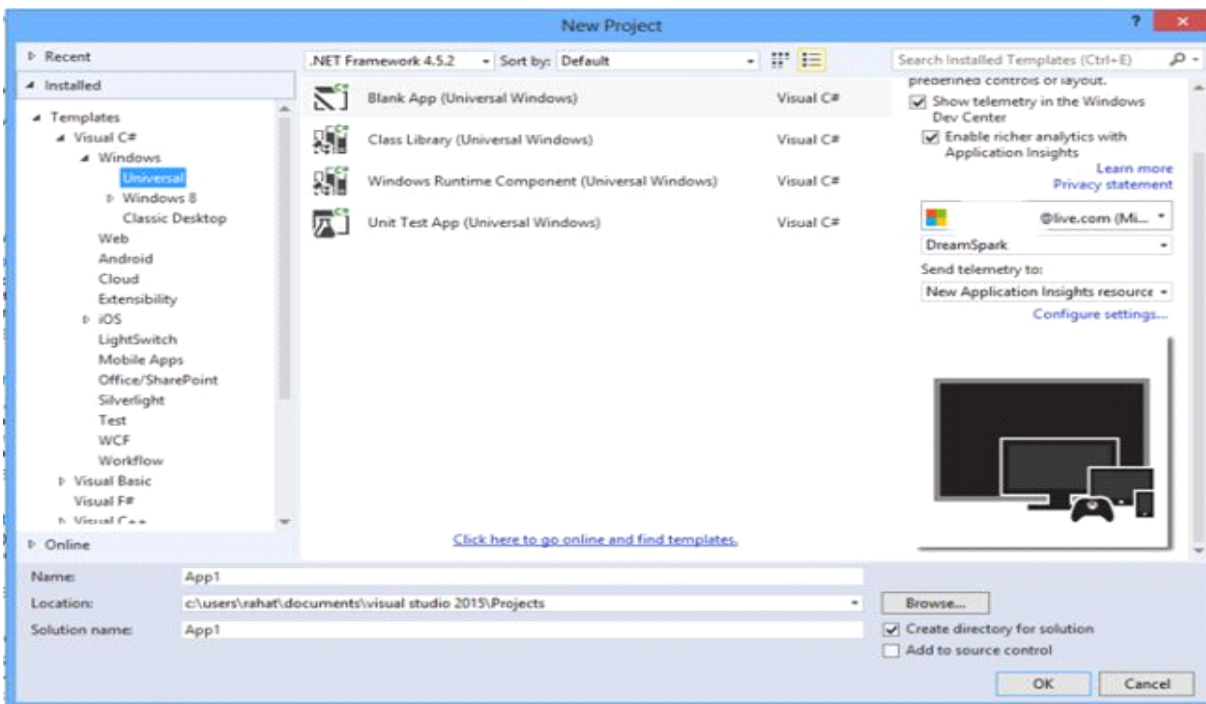 New Project
?
Recent
.NET Framework 4.5.2
Sort by: Default
Search Installed Templates (Ctrl+E)
Installed
Templates
Visual C#
Windows
Universal
Windows 8
Classic Desktop
Web
Android
Cloud
Extensibility
iOS
LightSwitch
Mobile Apps
Office/SharePoint
Silverlight
Test
WCF
Workflow
Visual Basic
Visual F#
Visual C++
Online
Blank App (Universal Windows) Visual C#
Class Library (Universal Windows) Visual C#
Windows Runtime Component (Universal Windows) Visual C#
Unit Test App (Universal Windows) Visual C#
Click here to go online and find templates.
predefined controls or layout.
Show telemetry in the Windows
Dev Center
Enable richer analytics with
Application Insights
Learn more
Privacy statement
@live.com (Mi...
DreamSpark
Send telemetry to:
New Application Insights resource
Configure settings...
Name: App1
Location: c:\users\rahat\documents\visual studio 2015\Projects
Browse...
Solution name: App1
Create directory for solution
Add to source control
OK
Cancel